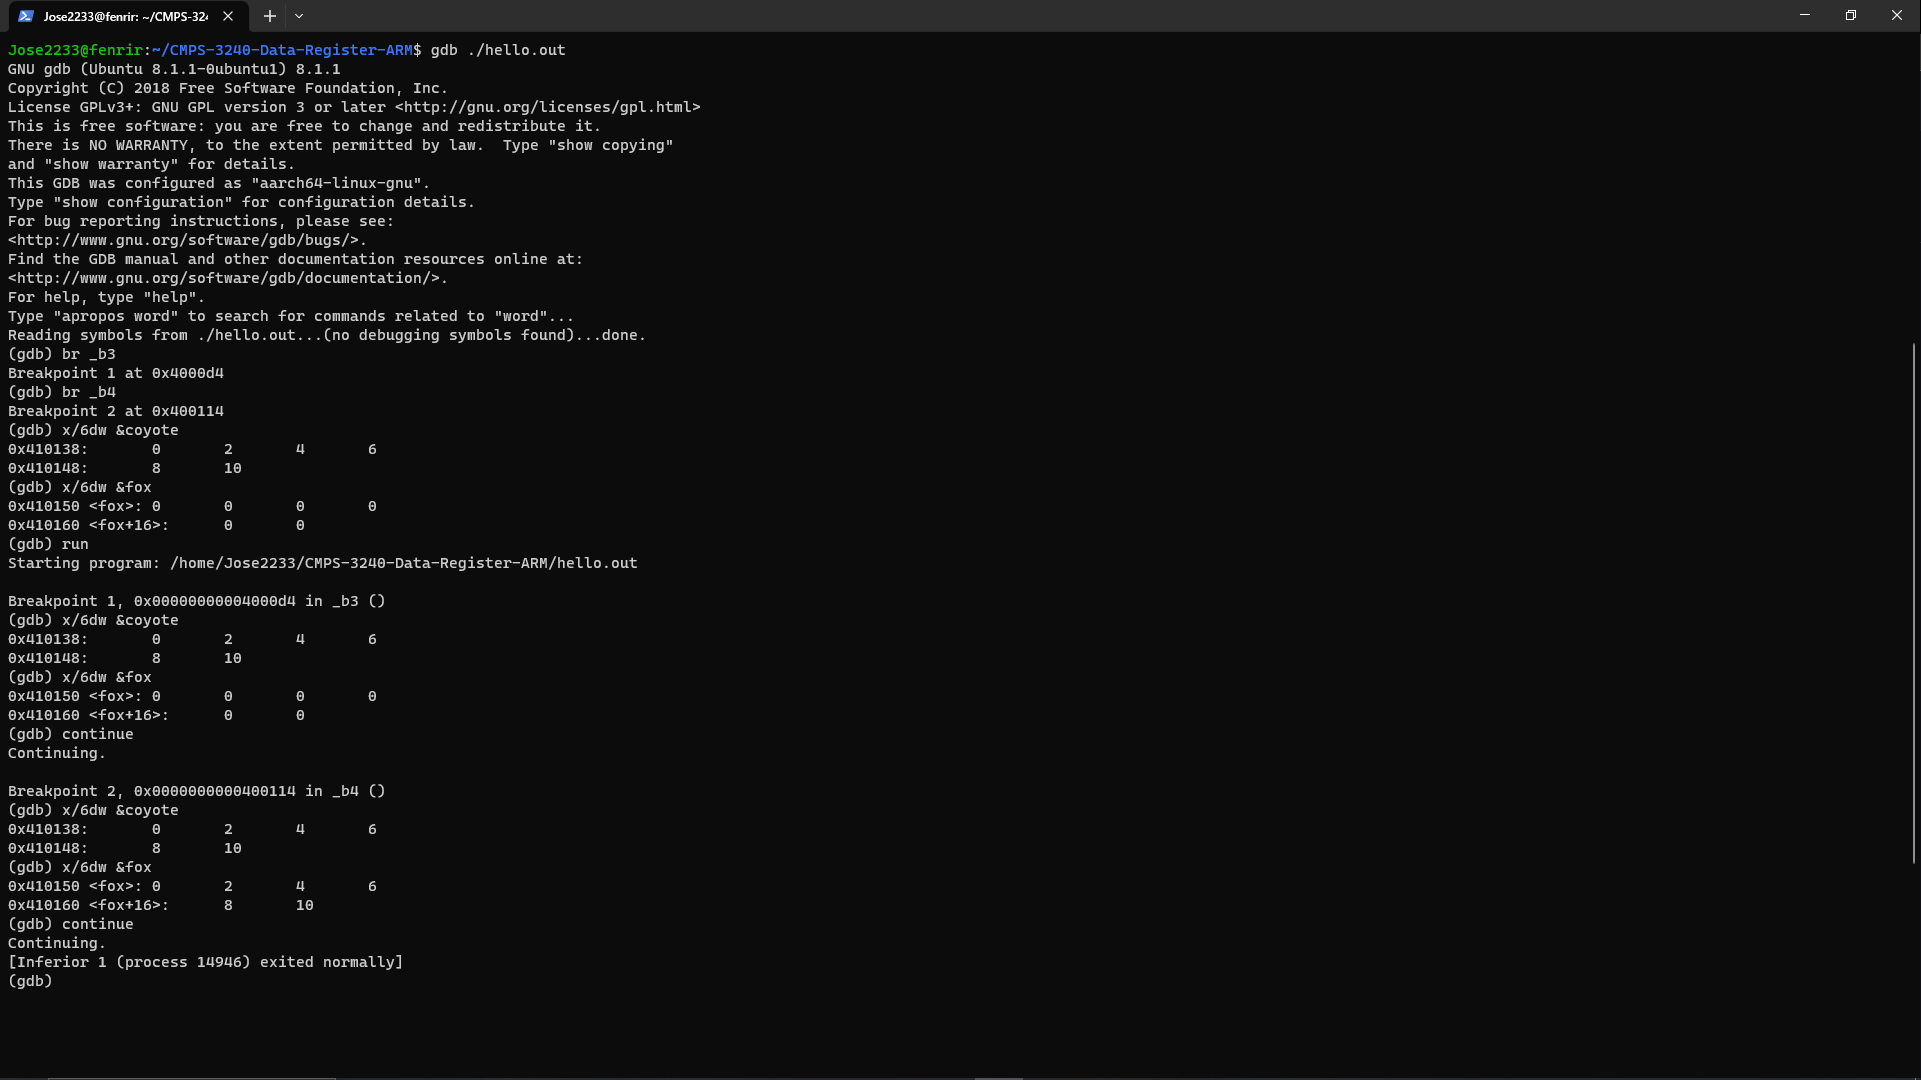 Jose2233@fenrir: ~/CMPS-324
Jose2233@fenrir:~/CMPS-3240-Data-Register-ARM$ gdb ./hello.out
GNU gdb (Ubuntu 8.1.1-0ubuntu1) 8.1.1
Copyright (C) 2018 Free Software Foundation, Inc.
License GPLv3+: GNU GPL version 3 or later <http://gnu.org/licenses/gpl.html>
This is free software: you are free to change and redistribute it.
There is NO WARRANTY, to the extent permitted by law.  Type "show copying"
and "show warranty" for details.
This GDB was configured as "aarch64-linux-gnu".
Type "show configuration" for configuration details.
For bug reporting instructions, please see:
<http://www.gnu.org/software/gdb/bugs/>.
Find the GDB manual and other documentation resources online at:
<http://www.gnu.org/software/gdb/documentation/>.
For help, type "help".
Type "apropos word" to search for commands related to "word"...
Reading symbols from ./hello.out...(no debugging symbols found)...done.
(gdb) br _b3
Breakpoint 1 at 0x4000d4
(gdb) br _b4
Breakpoint 2 at 0x400114
(gdb) x/6dw &coyote
0x410138:       0       2       4       6
0x410148:       8       10
(gdb) x/6dw &fox
0x410150 <fox>: 0       0       0       0
0x410160 <fox+16>:      0       0
(gdb) run
Starting program: /home/Jose2233/CMPS-3240-Data-Register-ARM/hello.out
Breakpoint 1, 0x00000000004000d4 in _b3 ()
(gdb) x/6dw &coyote
0x410138:       0       2       4       6
0x410148:       8       10
(gdb) x/6dw &fox
0x410150 <fox>: 0       0       0       0
0x410160 <fox+16>:      0       0
(gdb) continue
Continuing.
Breakpoint 2, 0x0000000000400114 in _b4 ()
(gdb) x/6dw &coyote
0x410138:       0       2       4       6
0x410148:       8       10
(gdb) x/6dw &fox
0x410150 <fox>: 0       2       4       6
0x410160 <fox+16>:      8       10
(gdb) continue
Continuing.
[Inferior 1 (process 14946) exited normally]
(gdb)